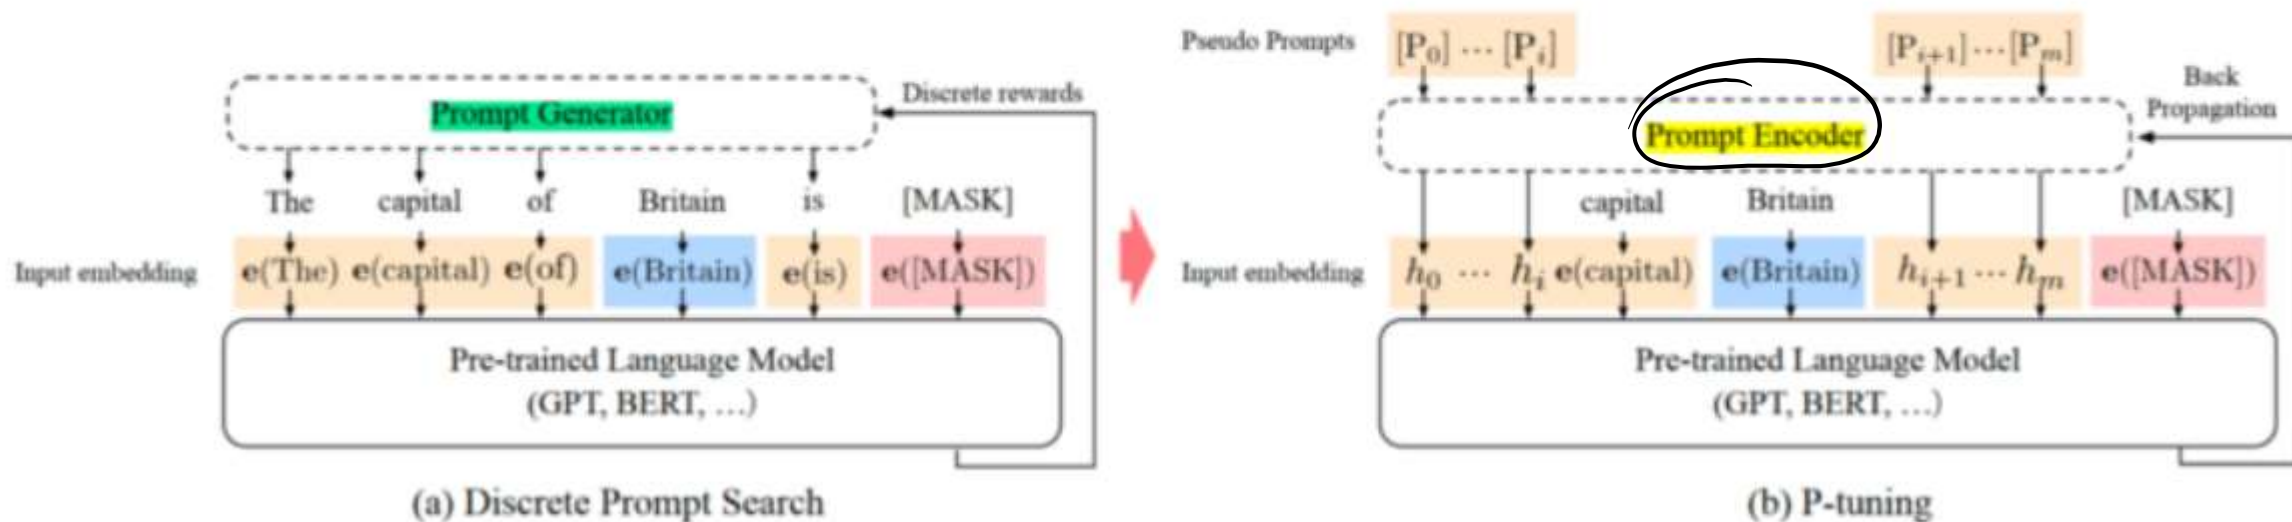 Prompt Generator
Discrete rewards
The capital of Britain is [MASK]
Input embedding e(The) e(capital) e(of) e(Britain) e(is) e([MASK])
Pre-trained Language Model
(GPT, BERT, …)
(a) Discrete Prompt Search
Pseudo Prompts [P₀] … [Pᵢ] [Pᵢ₊₁] … [Pₘ]
Back
Propagation
Prompt Encoder
capital Britain [MASK]
Input embedding h₀ … hᵢ e(capital) e(Britain) hᵢ₊₁ … hₘ e([MASK])
Pre-trained Language Model
(GPT, BERT, …)
(b) P-tuning